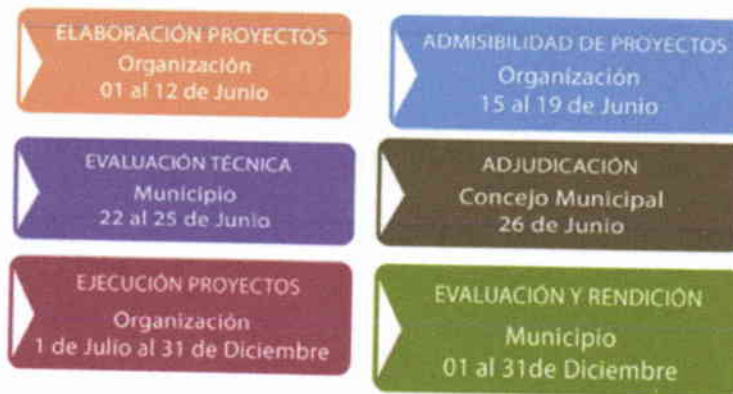 ELABORACIÓN PROYECTOS
Organización
01 al 12 de Junio
ADMISIBILIDAD DE PROYECTOS
Organización
15 al 19 de Junio
EVALUACIÓN TÉCNICA
Municipio
22 al 25 de Junio
ADJUDICACIÓN
Concejo Municipal
26 de Junio
EJECUCIÓN PROYECTOS
Organización
1 de Julio al 31 de Diciembre
EVALUACIÓN Y RENDICIÓN
Municipio
01 al 31de Diciembre